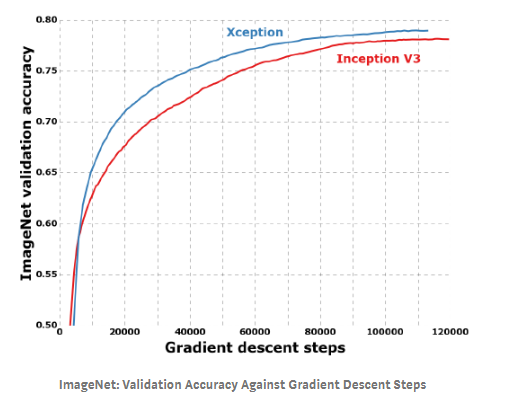 0.80
Xception
Inception V3
0.75
0.70
0.65
0.60
0.55
0.50
ImageNet validation accuracy
0 20000 40000 60000 80000 100000 120000
Gradient descent steps
ImageNet: Validation Accuracy Against Gradient Descent Steps